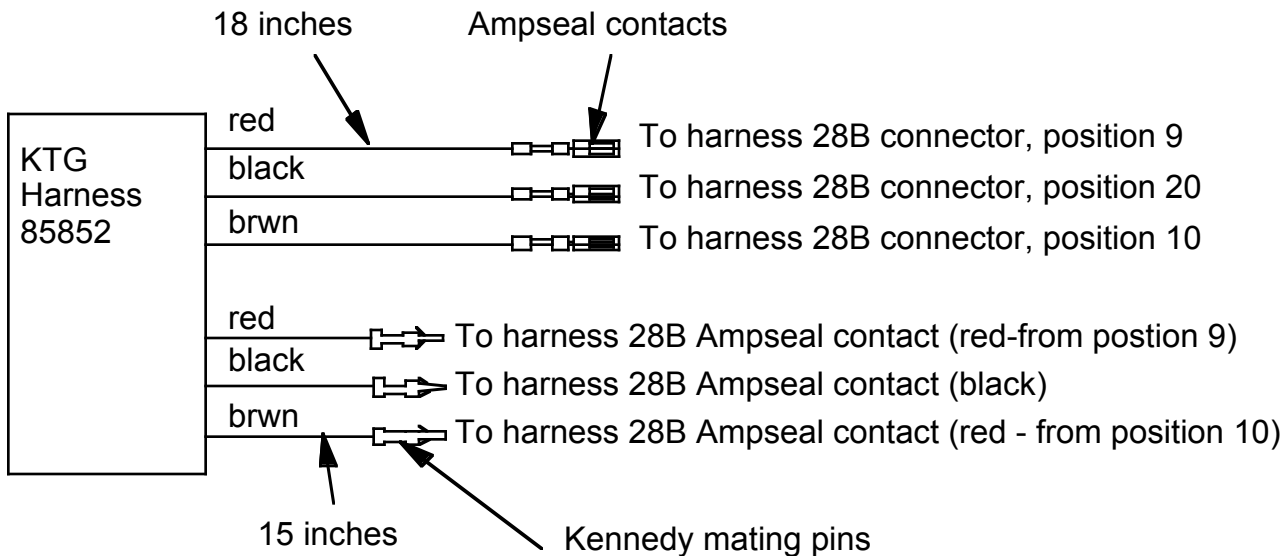 18 inches
Ampseal contacts
KTG
Harness
85852
red
To harness 28B connector, position 9
black
To harness 28B connector, position 20
brwn
To harness 28B connector, position 10
red
To harness 28B Ampseal contact (red-from postion 9)
black
To harness 28B Ampseal contact (black)
brwn
To harness 28B Ampseal contact (red - from position 10)
15 inches
Kennedy mating pins